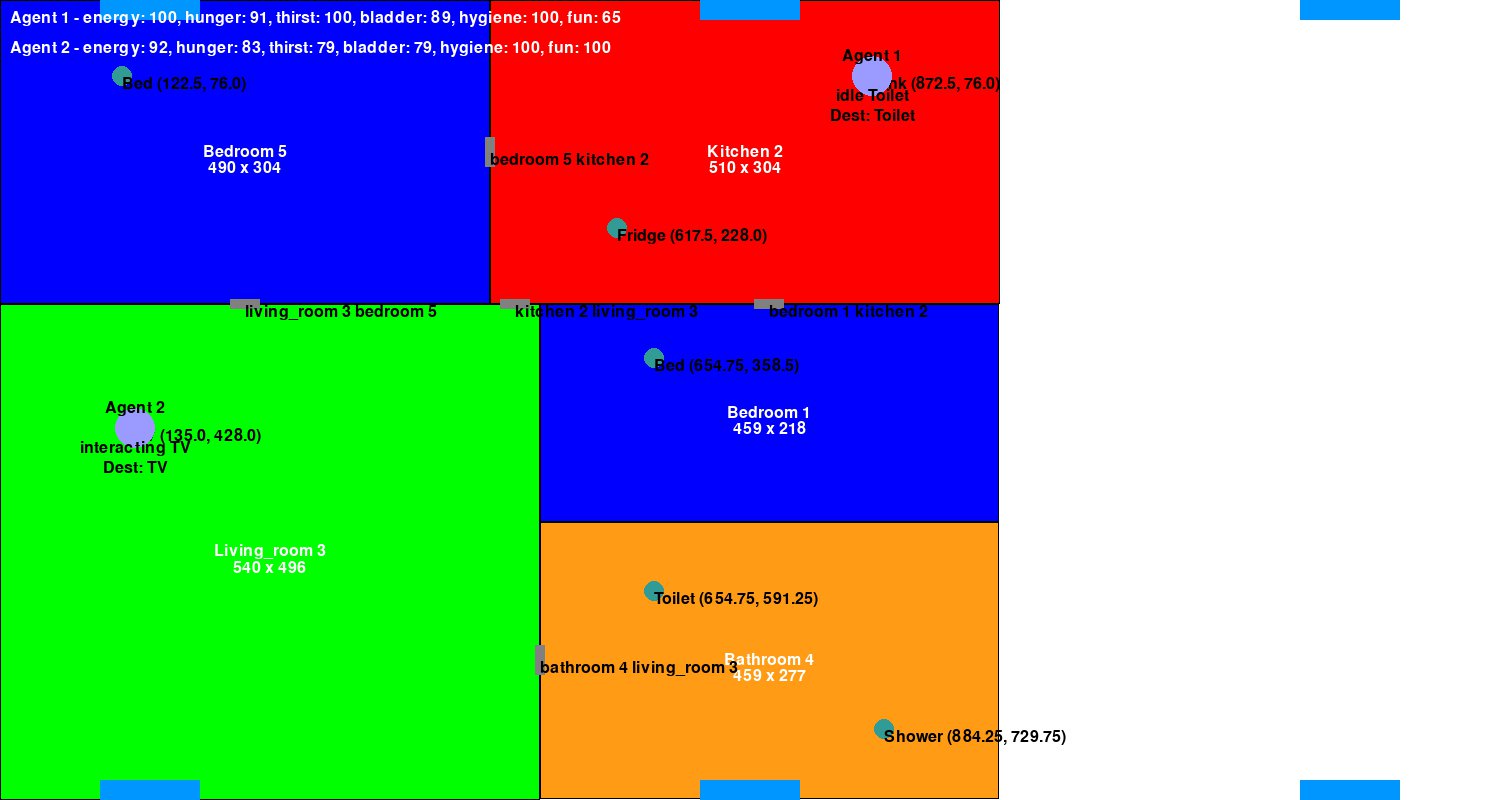 Agent 1 - energy: 100, hunger: 91, thirst: 100, bladder: 89, hygiene: 100, fun: 65
Agent 2 - energy: 92, hunger: 83, thirst: 79, bladder: 79, hygiene: 100, fun: 100
Agent 1
Bed (122.5, 76.0)
nk (872.5, 76.0)
idle Toilet
Dest: Toilet
Bedroom 5
490 x 304
Kitchen 2
510 x 304
bedroom 5 kitchen 2
Fridge (617.5, 228.0)
living_room 3 bedroom 5
kitchen 2 living_room 3
bedroom 1 kitchen 2
Bed (654.75, 358.5)
Agent 2
(135.0, 428.0)
interacting TV
Dest: TV
Bedroom 1
459 x 218
Living_room 3
540 x 496
Toilet (654.75, 591.25)
Bathroom 4
459 x 277
bathroom 4 living_room 3
Shower (884.25, 729.75)